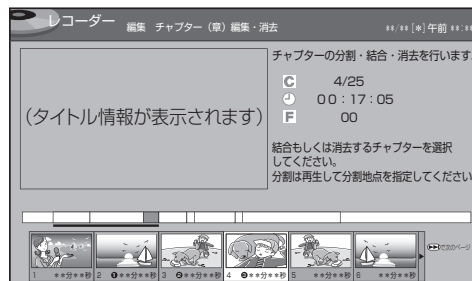 レコーダー 編集 チャプター(章)編集・消去 **/**[*]午前**:**
チャプターの分割・結合・消去を行います。
C 4/25
00:17:05
F 00
(タイトル情報が表示されます)
結合もしくは消去するチャプターを選択
してください。
分割は再生して分割地点を指定してください
で次のページ
1 **分**秒 2 ❶**分**秒 3 ❷**分**秒 4 ❸**分**秒 5 **分**秒 6 **分**秒